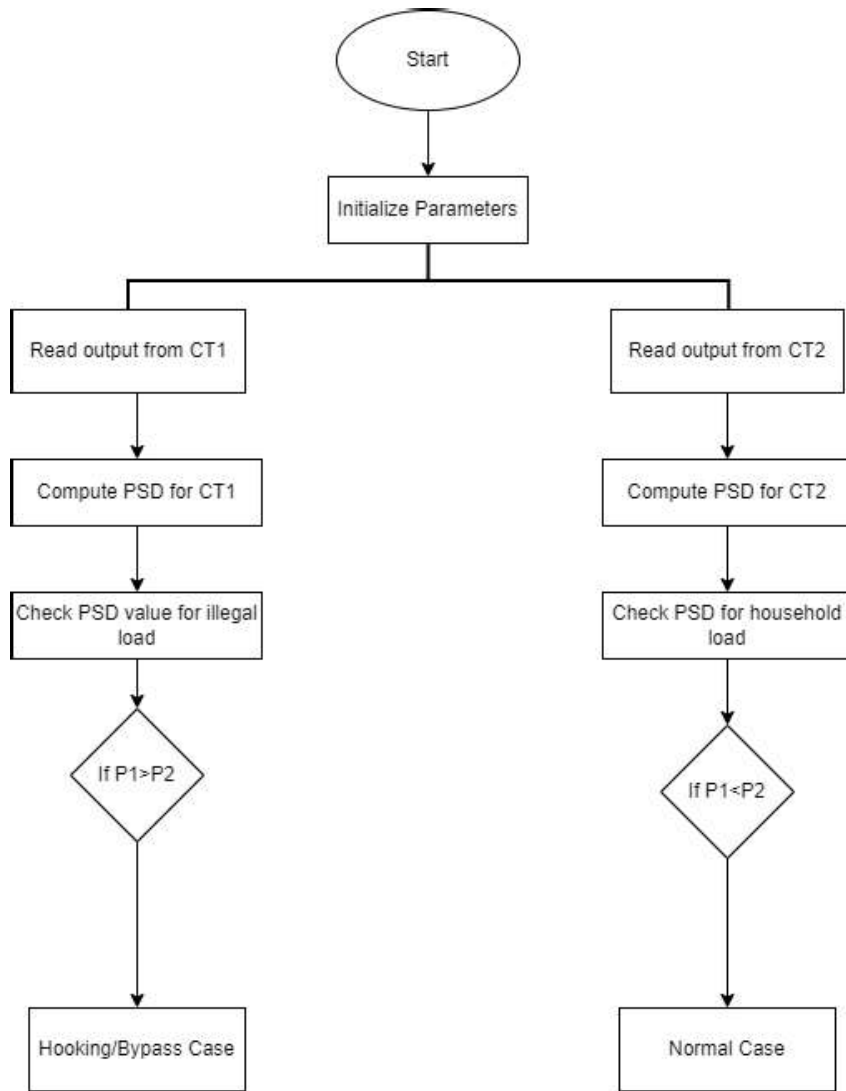 Start
Initialize Parameters
Read output from CT1
Read output from CT2
Compute PSD for CT1
Compute PSD for CT2
Check PSD value for illegal
load
Check PSD for household
load
If P1>P2
If P1<P2
Hooking/Bypass Case
Normal Case